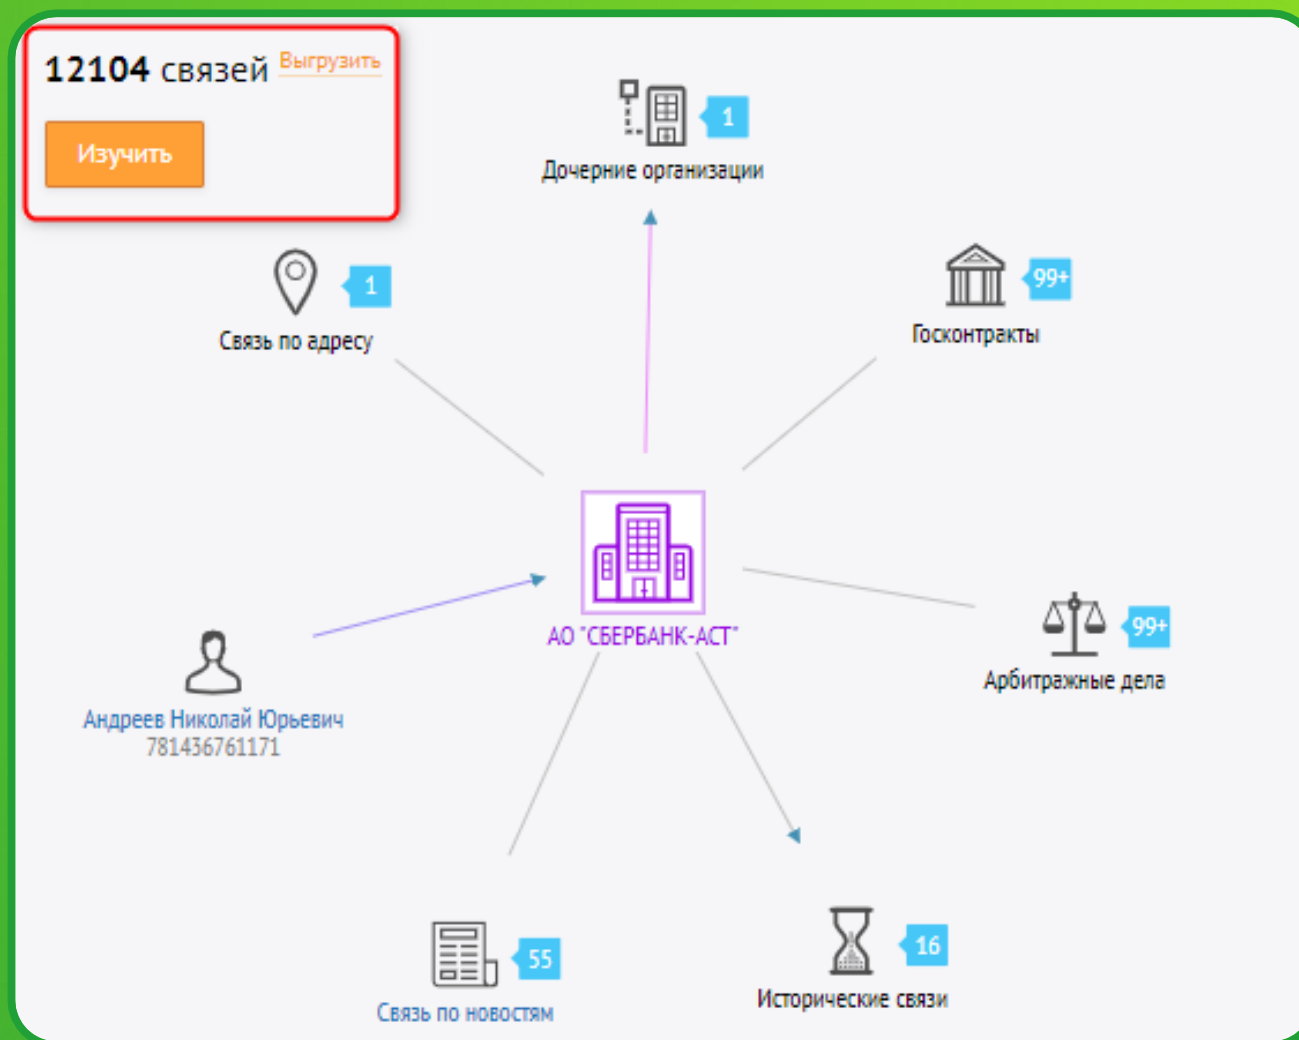 12104 связей Выгрузить
Изучить
1
Дочерние организации
1
Связь по адресу
99+
Госконтракты
АО "СБЕРБАНК-АСТ"
99+
Арбитражные дела
Андреев Николай Юрьевич
781436761171
55
Связь по новостям
16
Исторические связи